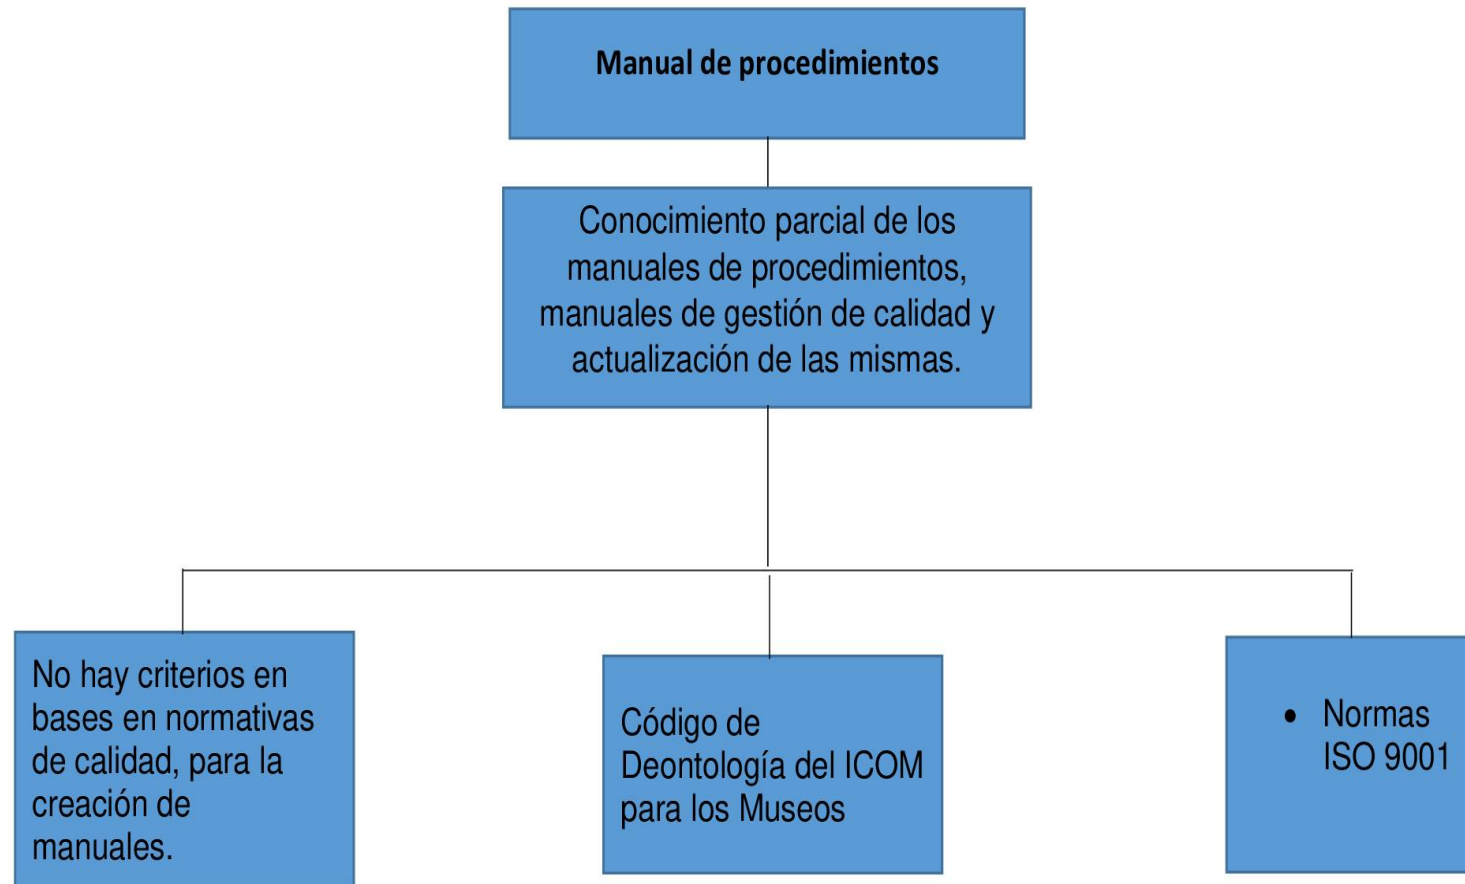 Manual de procedimientos
Conocimiento parcial de los
manuales de procedimientos,
manuales de gestión de calidad y
actualización de las mismas.
No hay criterios en
bases en normativas
de calidad, para la
creación de
manuales.
Código de
Deontología del ICOM
para los Museos
• Normas
ISO 9001